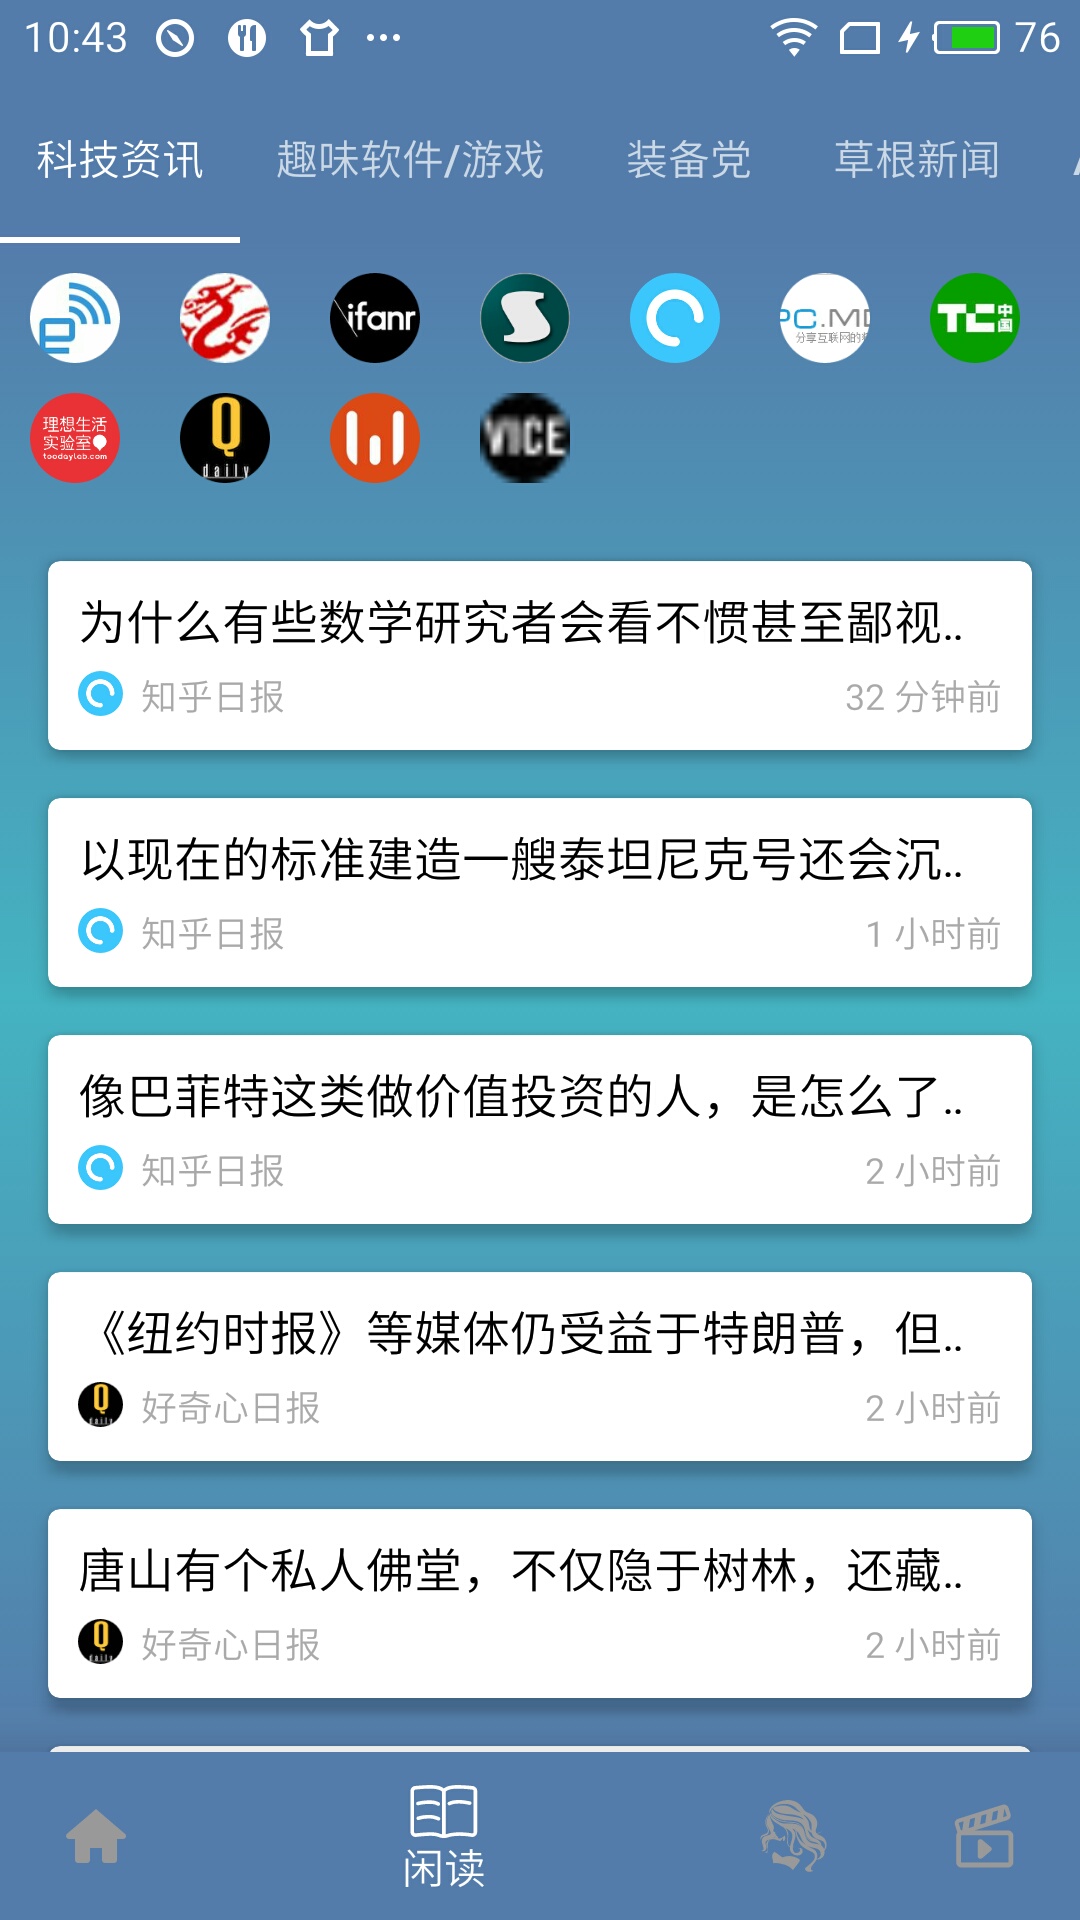 10:43
76
科技资讯
趣味软件/游戏
装备党
草根新闻
ifanr
PC.MD
分享互联网的
TC中国
理想生活
实验室
toodaylab.com
Q
daily
VICE
为什么有些数学研究者会看不惯甚至鄙视..
知乎日报
32 分钟前
以现在的标准建造一艘泰坦尼克号还会沉..
知乎日报
1 小时前
像巴菲特这类做价值投资的人，是怎么了..
知乎日报
2 小时前
《纽约时报》等媒体仍受益于特朗普，但..
好奇心日报
2 小时前
唐山有个私人佛堂，不仅隐于树林，还藏..
好奇心日报
2 小时前
闲读